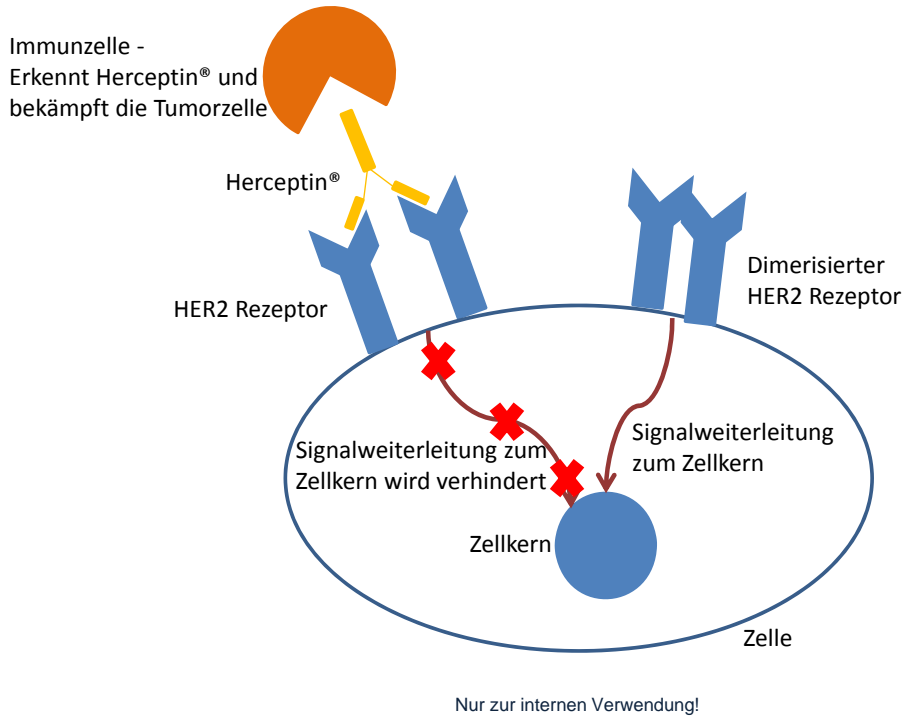 Immunzelle -
Erkennt Herceptin® und
bekämpft die Tumorzelle
Herceptin®
HER2 Rezeptor
Dimerisierter
HER2 Rezeptor
Signalweiterleitung zum
Zellkern wird verhindert
Signalweiterleitung
zum Zellkern
Zellkern
Zelle
Nur zur internen Verwendung!